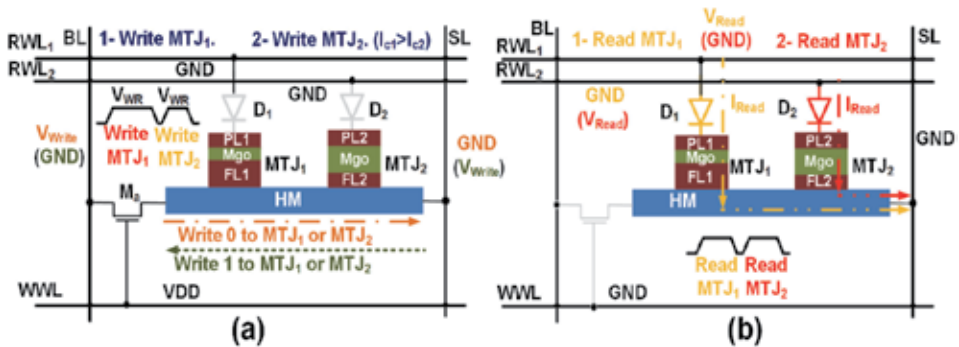 BL 1- Write MTJ1. 2- Write MTJ2. (Ic1>Ic2) SL
RWL1
RWL2
GND
VWR VWR
GND
D1 D2
Write MTJ1
Write MTJ2
VWrite
(GND)
PL1
Mgo
FL1
MTJ1
PL2
Mgo
FL2
MTJ2
GND
(VWrite)
Ma
HM
Write 0 to MTJ1 or MTJ2
Write 1 to MTJ1 or MTJ2
WWL
VDD
(a)
VRead
BL 1- Read MTJ1 (GND) 2- Read MTJ2 SL
RWL1
RWL2
GND
(VRead)
D1 IRead
D2 IRead
GND
PL1
Mgo
FL1
MTJ1
PL2
Mgo
FL2
MTJ2
HM
Read MTJ1
Read MTJ2
WWL
GND
(b)